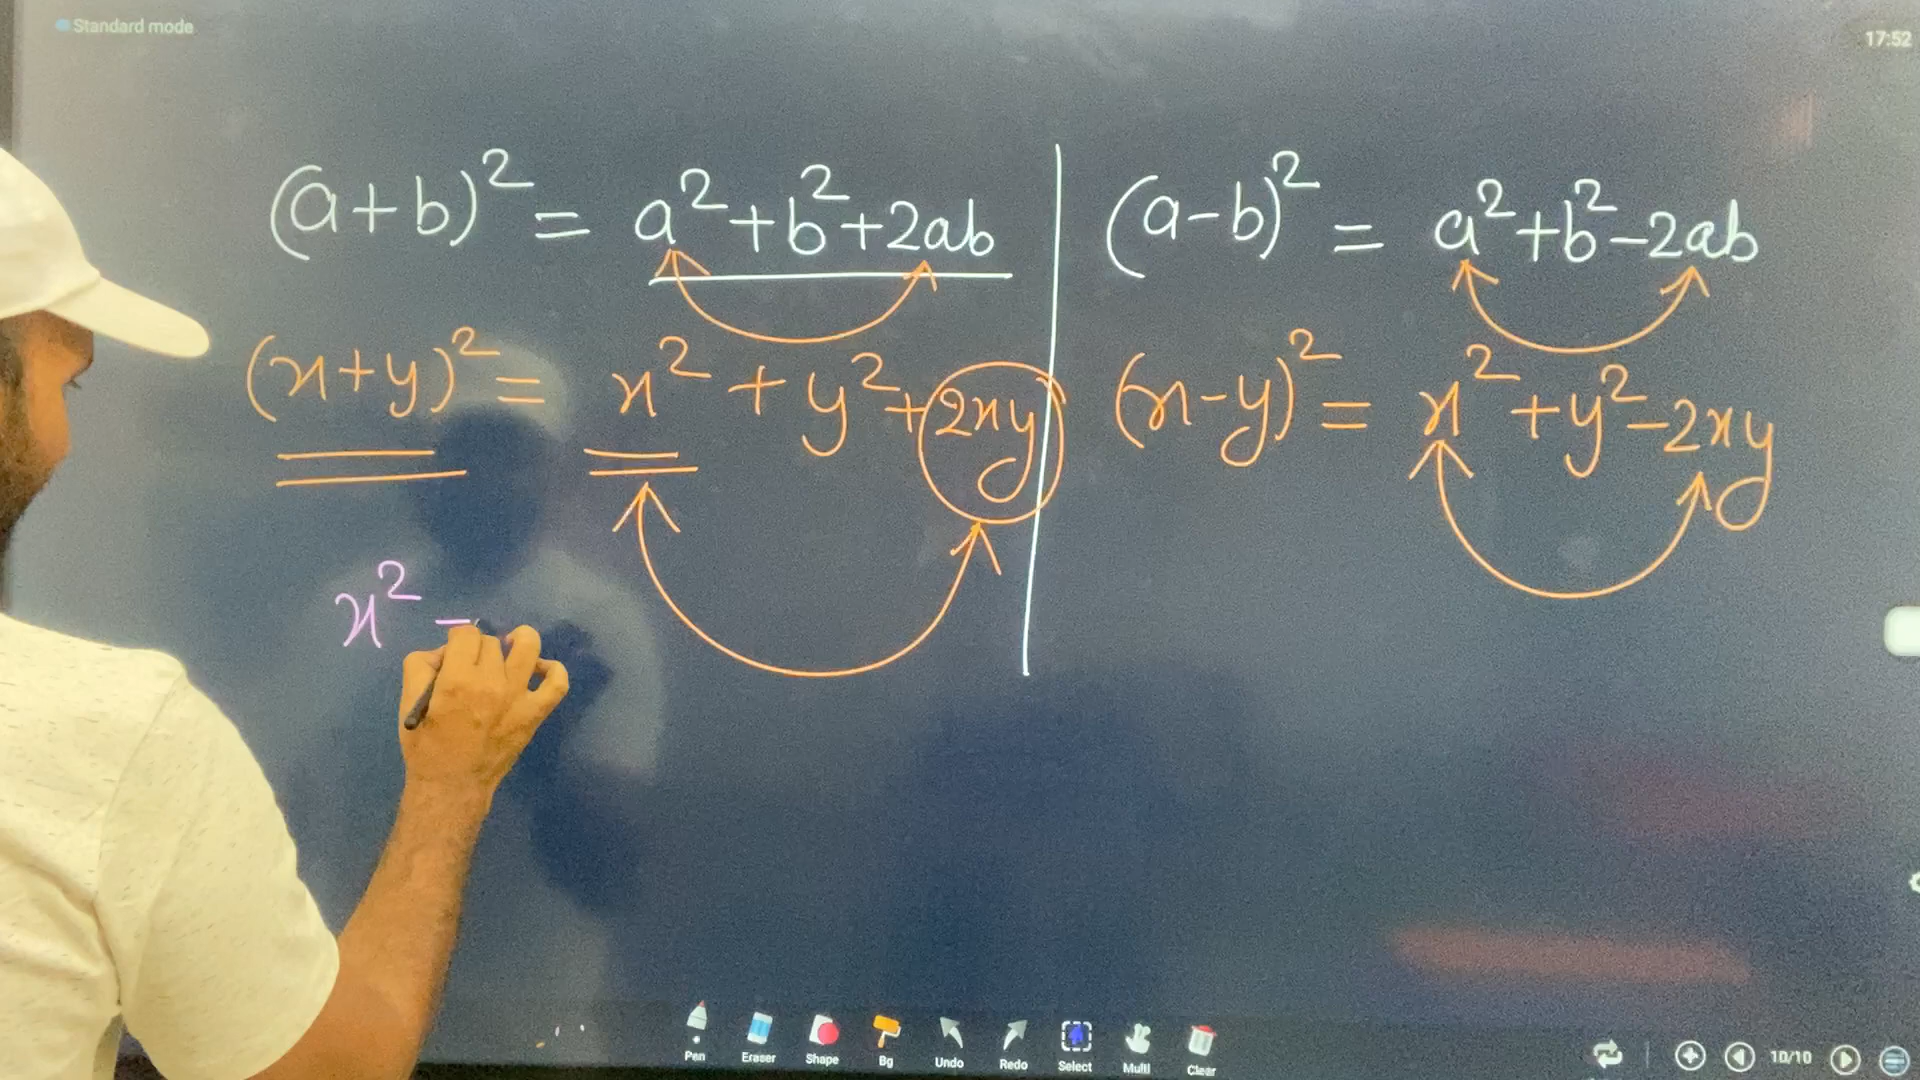 Standard mode
17:52
(a+b)² = a²+b²+2ab
(x+y)² = x² + y²+2xy
x² -
(a-b)² = a²+b²-2ab
(x-y)² = x²+y²-2xy
Pen Eraser Shape Bg Undo Redo Select Multi Clear
10/10